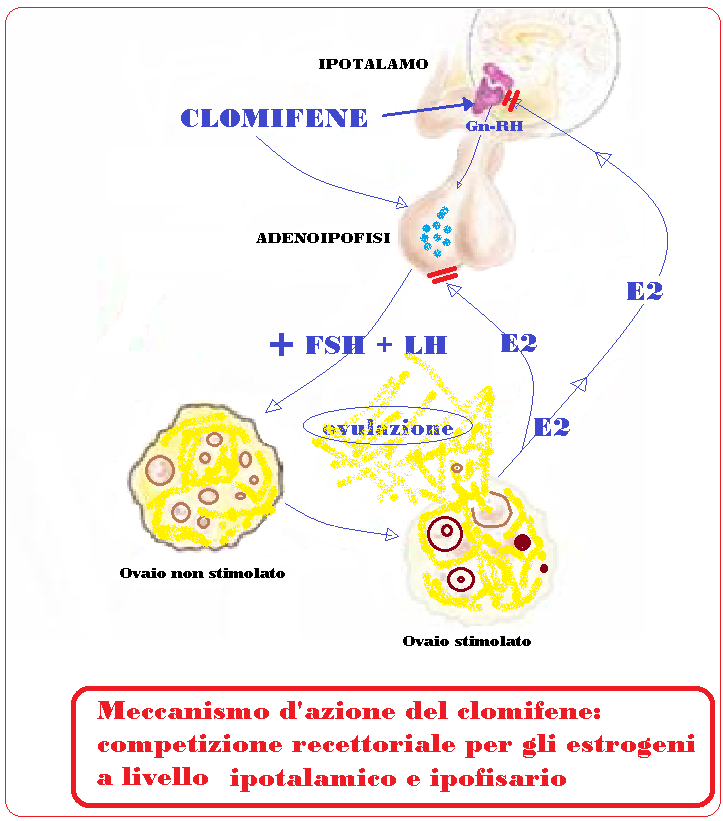 IPOTALAMO
CLOMIFENE
Gn-RH
ADENOIPOFISI
E2
+ FSH + LH
E2
ovulazione
E2
Ovaio non stimolato
Ovaio stimolato
Meccanismo d'azione del clomifene:
competizione recettoriale per gli estrogeni
a livello ipotalamico e ipofisario